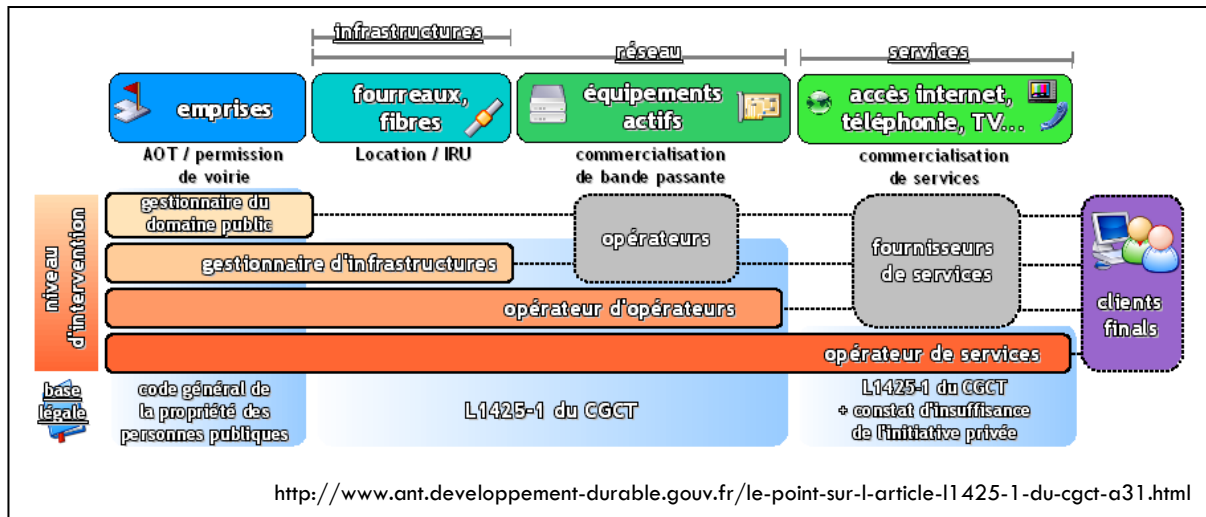 infrastructures
réseau
services
emprises
fourreaux,
fibres
équipements
actifs
accès internet,
téléphonie, TV...
AOT / permission
de voirie
Location / IRU
commercialisation
de bande passante
commercialisation
de services
niveau
d'intervention
gestionnaire du
domaine public
gestionnaire d'infrastructures
opérateur d'opérateurs
opérateur de services
opérateurs
fournisseurs
de services
clients
finals
base
légale
code général de
la propriété des
personnes publiques
L1425-1 du CGCT
L1425-1 du CGCT
+ constat d'insuffisance
de l'initiative privée
http://www.ant.developpement-durable.gouv.fr/le-point-sur-l-article-l1425-1-du-cgct-a31.html